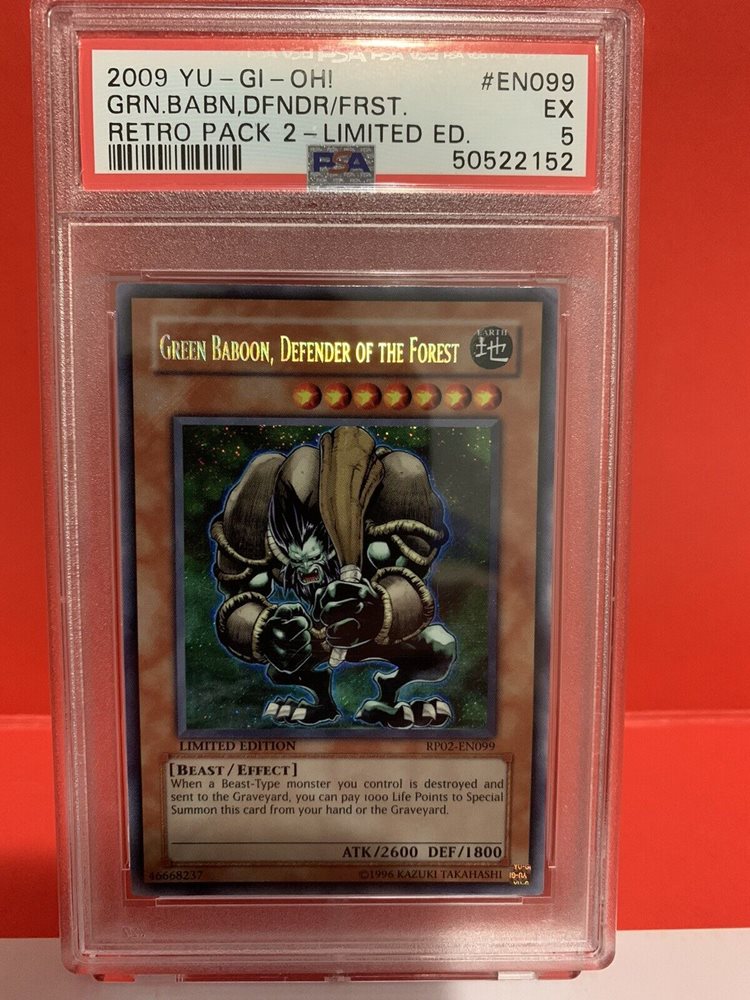 2009 YU-GI-OH! #EN099
GRN.BABN,DFNDR/FRST. EX
RETRO PACK 2-LIMITED ED. 5
PSA 50522152
GREEN BABOON, DEFENDER OF THE FOREST
EARTH
地
LIMITED EDITION RP02-EN099
[BEAST/EFFECT]
When a Beast-Type monster you control is destroyed and
sent to the Graveyard, you can pay 1000 Life Points to Special
Summon this card from your hand or the Graveyard.
ATK/2600 DEF/1800
46668237 ©1996 KAZUKI TAKAHASHI